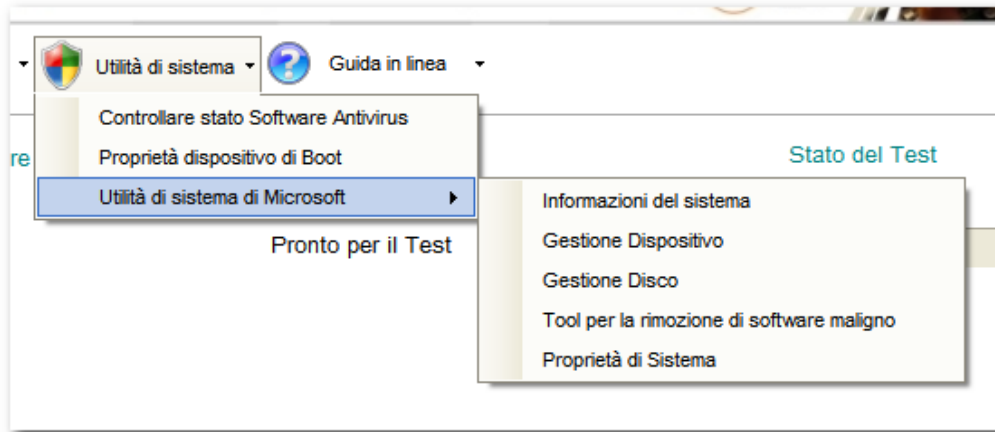 Utilità di sistema
Guida in linea
Controllare stato Software Antivirus
Proprietà dispositivo di Boot
Utilità di sistema di Microsoft
re
Stato del Test
Pronto per il Test
Informazioni del sistema
Gestione Dispositivo
Gestione Disco
Tool per la rimozione di software maligno
Proprietà di Sistema